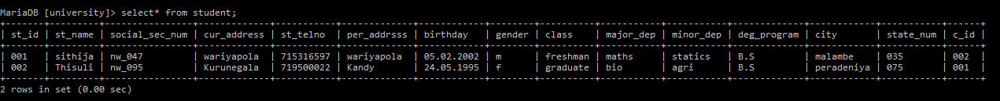 MariaDB [university]> select* from student;
+-------+---------+----------------+-------------+-----------+-------------+------------+--------+----------+-----------+-----------+-------------+------------+-----------+------+
| st_id | st_name | social_sec_num | cur_address | st_telno | per_addrsss | birthday | gender | class | major_dep | minor_dep | deg_program | city | state_num | c_id |
+-------+---------+----------------+-------------+-----------+-------------+------------+--------+----------+-----------+-----------+-------------+------------+-----------+------+
| 001 | sithija | nw_047 | wariyapola | 715316597 | wariyapola | 05.02.2002 | m | freshman | maths | statics | B.S | malambe | 035 | 002 |
| 002 | Thisuli | nw_095 | Kurunegala | 719500022 | Kandy | 24.05.1995 | f | graduate | bio | agri | B.S | peradeniya | 075 | 001 |
+-------+---------+----------------+-------------+-----------+-------------+------------+--------+----------+-----------+-----------+-------------+------------+-----------+------+
2 rows in set (0.00 sec)